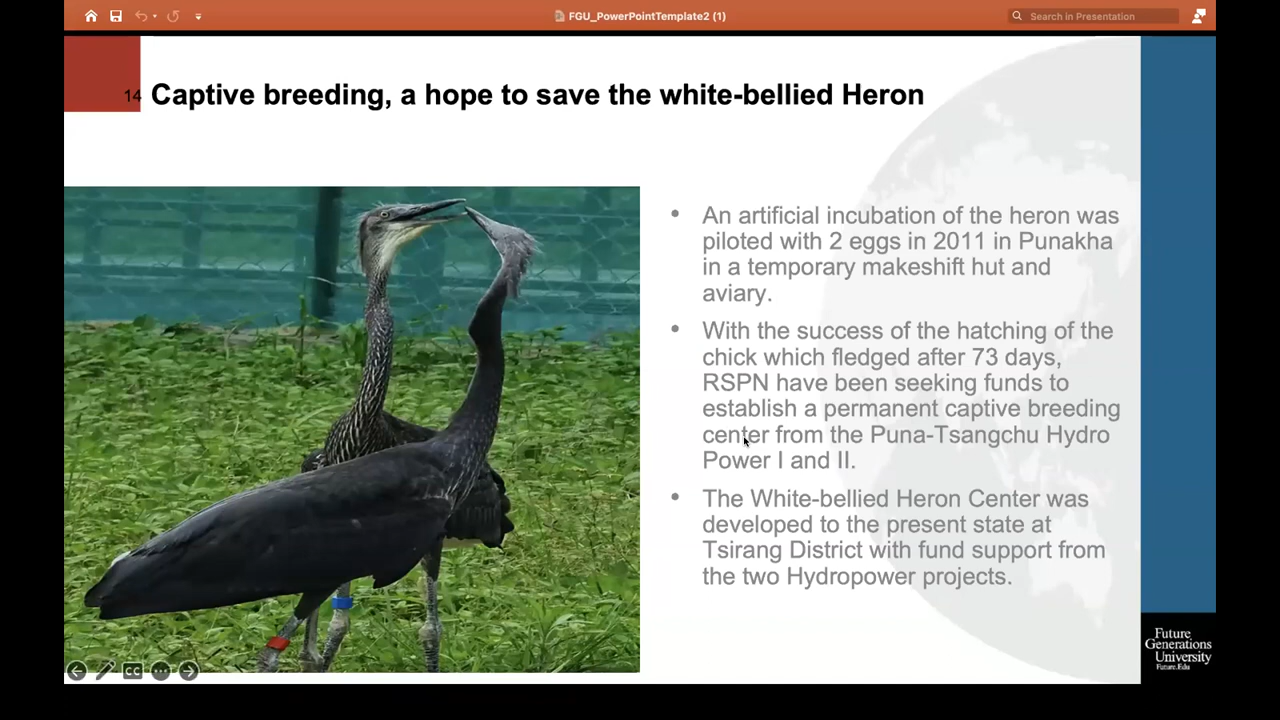 FGU_PowerPointTemplate2 (1)
Search in Presentation
14
Captive breeding, a hope to save the white-bellied Heron
• An artificial incubation of the heron was
piloted with 2 eggs in 2011 in Punakha
in a temporary makeshift hut and
aviary.
• With the success of the hatching of the
chick which fledged after 73 days,
RSPN have been seeking funds to
establish a permanent captive breeding
center from the Puna-Tsangchu Hydro
Power I and II.
• The White-bellied Heron Center was
developed to the present state at
Tsirang District with fund support from
the two Hydropower projects.
CC
Future
Generations
University
Future.Edu